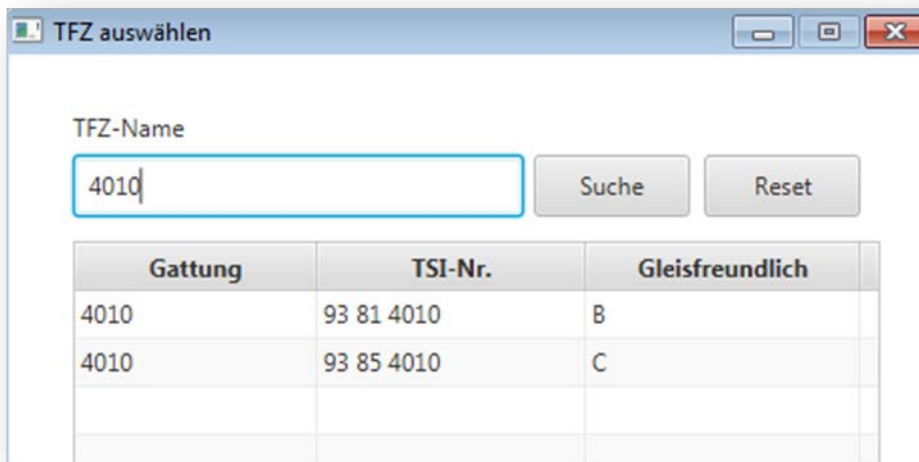 TFZ auswählen
TFZ-Name
4010 Suche Reset
Gattung TSI-Nr. Gleisfreundlich
4010 93 81 4010 B
4010 93 85 4010 C